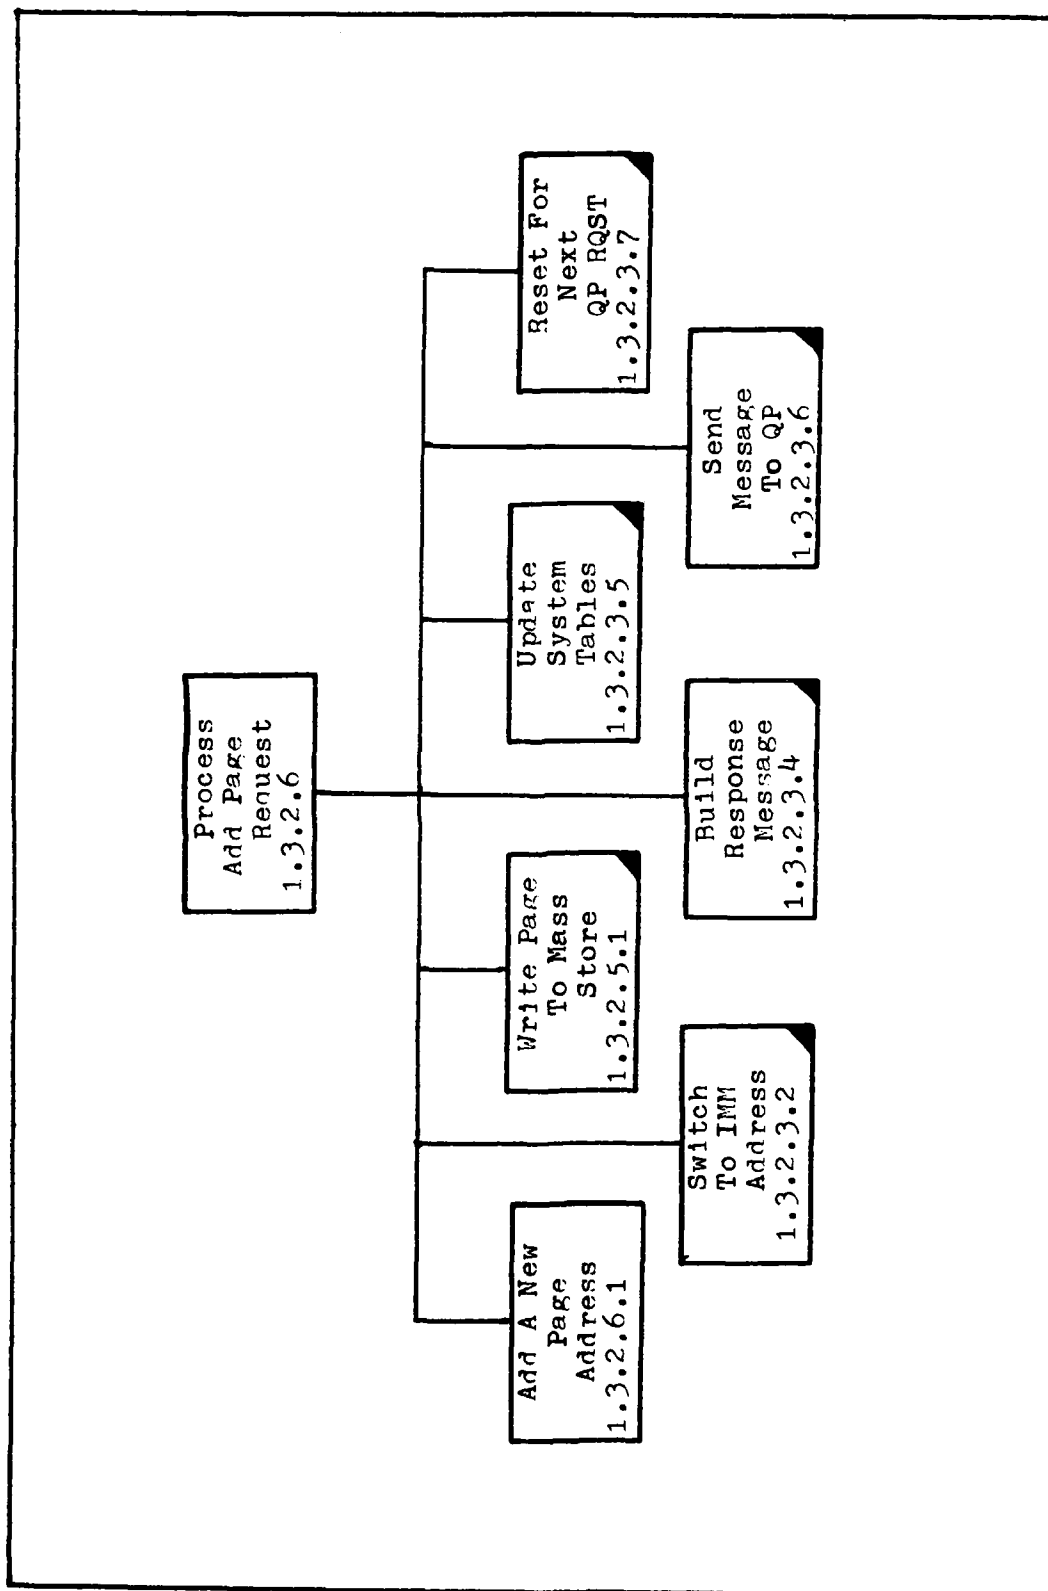 Process
Add Page
Request
1.3.2.6
Add A New
Page
Address
1.3.2.6.1
Switch
To IMM
Address
1.3.2.3.2
Write Page
To Mass
Store
1.3.2.5.1
Build
Response
Message
1.3.2.3.4
Update
System
Tables
1.3.2.3.5
Send
Message
To QP
1.3.2.3.6
Reset For
Next
QP RQST
1.3.2.3.7